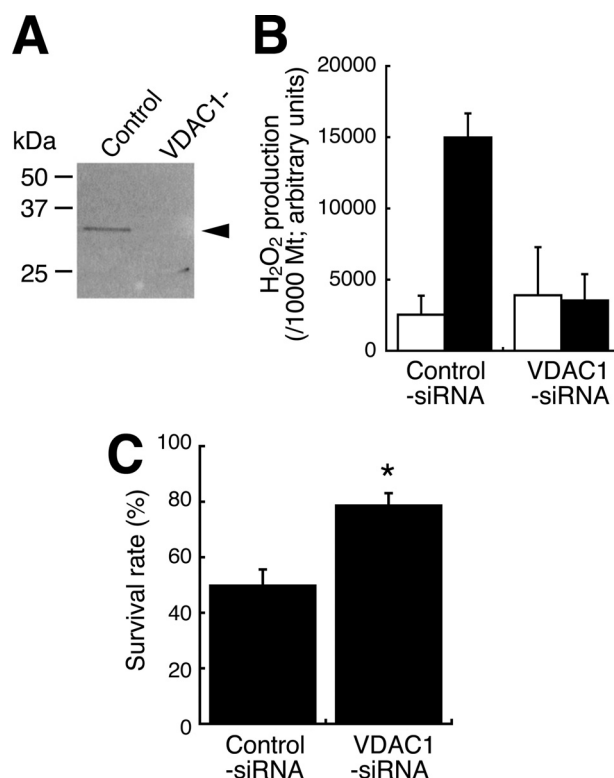 A
Control
VDAC1-
kDa
50
37
25
B
H2O2 production
(/1000 Mt; arbitrary units)
20000
15000
10000
5000
0
Control
-siRNA
VDAC1
-siRNA
C
*
Survival rate (%)
100
80
60
40
20
0
Control
-siRNA
VDAC1
-siRNA